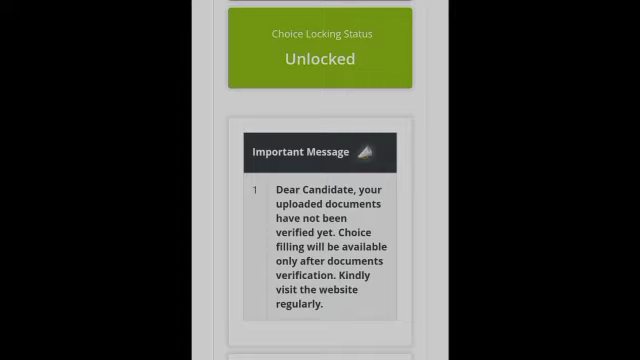 Choice Locking Status
Unlocked
Important Message
1 Dear Candidate, your
uploaded documents
have not been
verified yet. Choice
filling will be available
only after documents
verification. Kindly
visit the website
regularly.